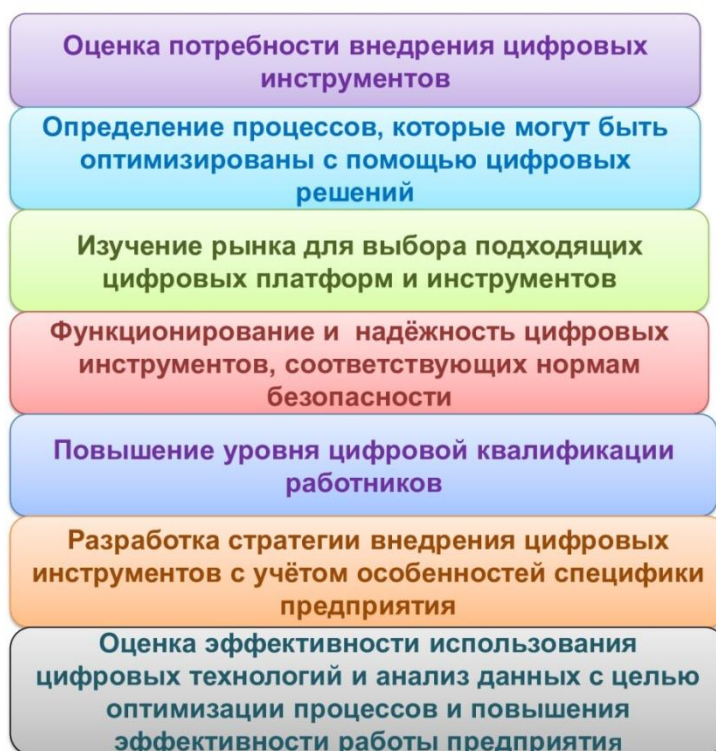 Оценка потребности внедрения цифровых
инструментов
Определение процессов, которые могут быть
оптимизированы с помощью цифровых
решений
Изучение рынка для выбора подходящих
цифровых платформ и инструментов
Функционирование и надёжность цифровых
инструментов, соответствующих нормам
безопасности
Повышение уровня цифровой квалификации
работников
Разработка стратегии внедрения цифровых
инструментов с учётом особенностей специфики
предприятия
Оценка эффективности использования
цифровых технологий и анализ данных с целью
оптимизации процессов и повышения
эффективности работы предприятия